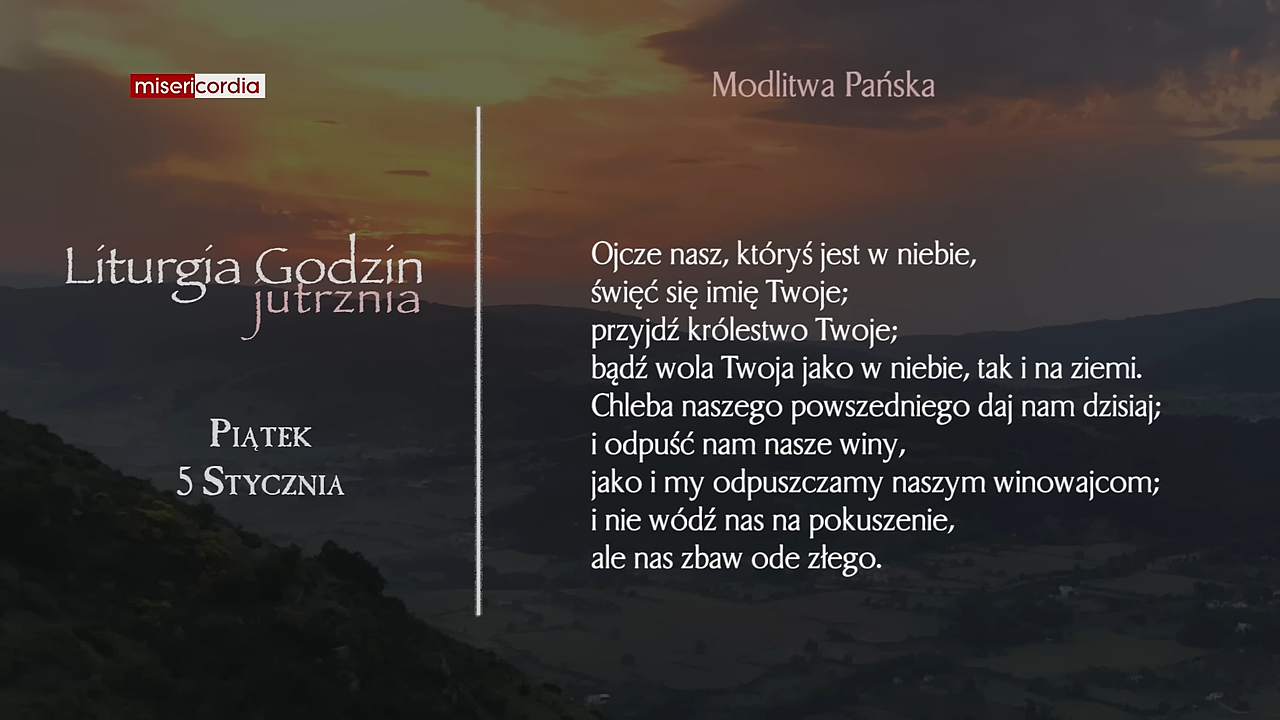 misericordia
Liturgia Godzin
jutrznia
Piątek
5 Stycznia
Modlitwa Pańska
Ojcze nasz, któryś jest w niebie,
święć się imię Twoje;
przyjdź królestwo Twoje;
bądź wola Twoja jako w niebie, tak i na ziemi.
Chleba naszego powszedniego daj nam dzisiaj;
i odpuść nam nasze winy,
jako i my odpuszczamy naszym winowajcom;
i nie wódź nas na pokuszenie,
ale nas zbaw ode złego.